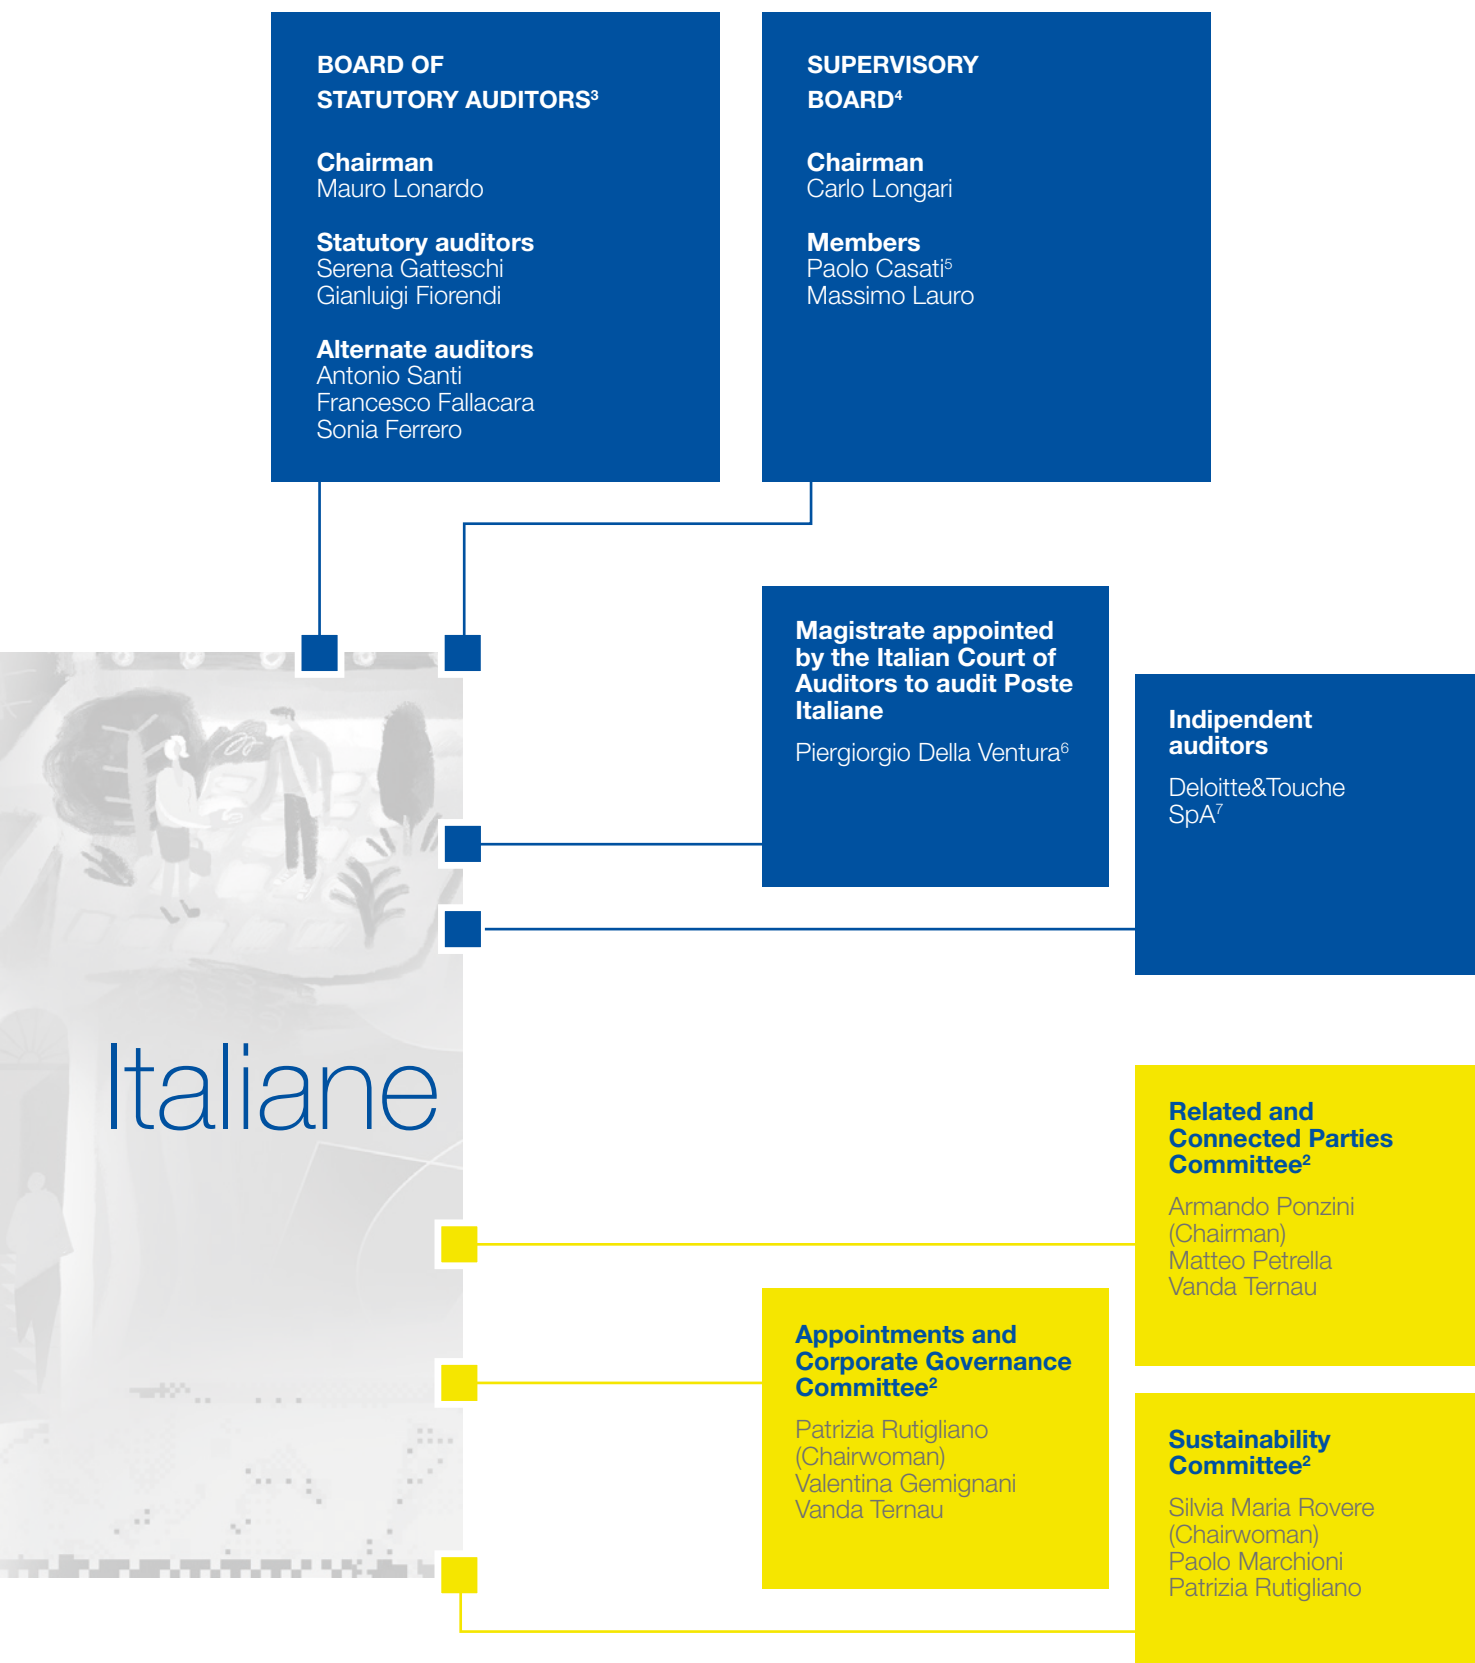 BOARD OF
STATUTORY AUDITORS³
Chairman
Mauro Lonardo
Statutory auditors
Serena Gatteschi
Gianluigi Fiorendi
Alternate auditors
Antonio Santi
Francesco Fallacara
Sonia Ferrero
SUPERVISORY
BOARD⁴
Chairman
Carlo Longari
Members
Paolo Casati⁵
Massimo Lauro
Magistrate appointed
by the Italian Court of
Auditors to audit Poste
Italiane
Piergiorgio Della Ventura⁶
Indipendent
auditors
Deloitte&Touche
SpA⁷
Italiane
Related and
Connected Parties
Committee²
Armando Ponzini
(Chairman)
Matteo Petrella
Vanda Ternau
Appointments and
Corporate Governance
Committee²
Patrizia Rutigliano
(Chairwoman)
Valentina Gemignani
Vanda Ternau
Sustainability
Committee²
Silvia Maria Rovere
(Chairwoman)
Paolo Marchioni
Patrizia Rutigliano